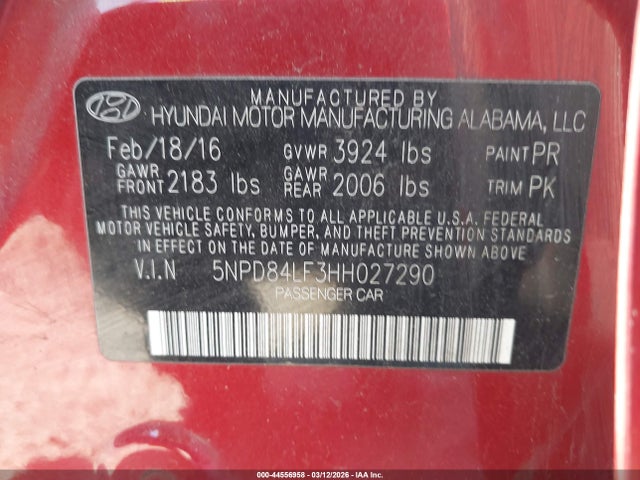 MANUFACTURED BY
HYUNDAI MOTOR MANUFACTURING ALABAMA, LLC
Feb/18/16 GVWR 3924 lbs PAINT PR
GAWR FRONT 2183 lbs GAWR REAR 2006 lbs TRIM PK
THIS VEHICLE CONFORMS TO ALL APPLICABLE U.S.A. FEDERAL
MOTOR VEHICLE SAFETY, BUMPER, AND THEFT PREVENTION STANDARDS
IN EFFECT ON THE DATE OF MANUFACTURE SHOWN ABOVE
V.I.N 5NPD84LF3HH027290
PASSENGER CAR
000-44556958 - 03/12/2026 - IAA Inc.